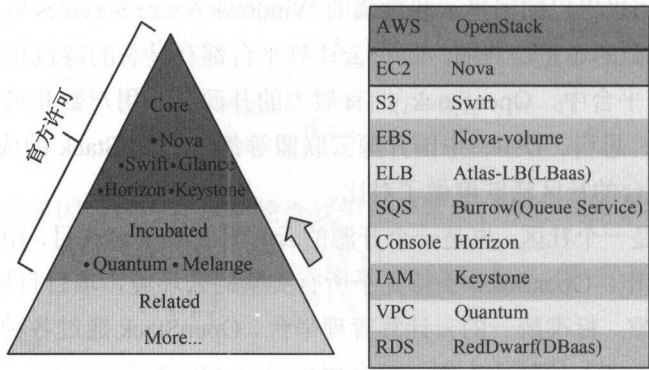 官方许可
Core
•Nova
•Swift•Glance
•Horizon•Keystone
Incubated
•Quantum •Melange
Related
More...
AWS OpenStack
EC2 Nova
S3 Swift
EBS Nova-volume
ELB Atlas-LB(LBaas)
SQS Burrow(Queue Service)
Console Horizon
IAM Keystone
VPC Quantum
RDS RedDwarf(DBaas)